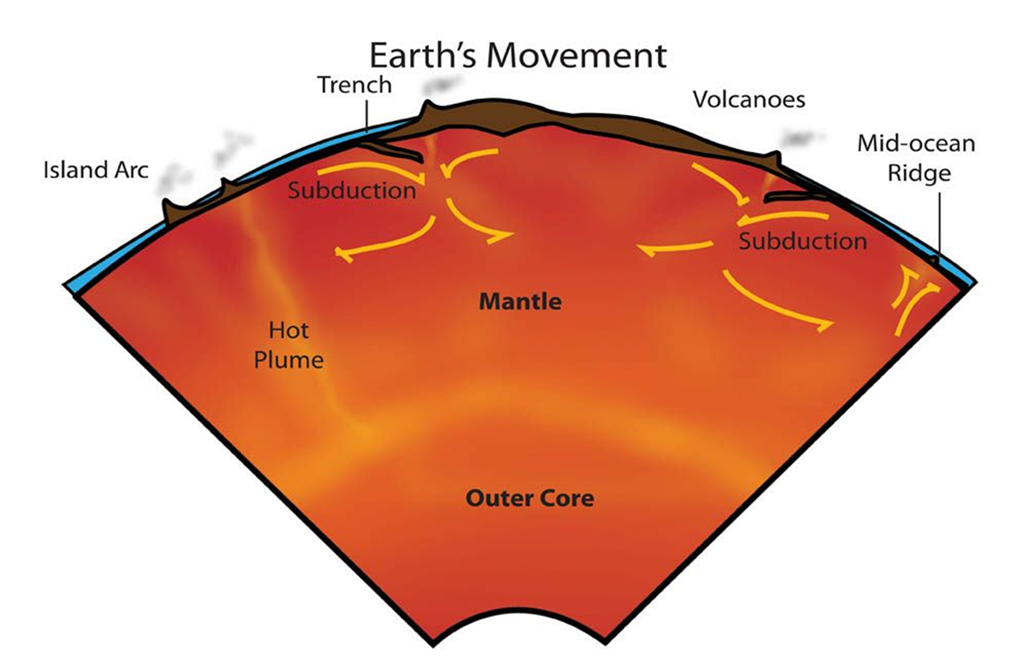 Earth's Movement
Trench
Volcanoes
Mid-ocean
Ridge
Island Arc
Subduction
Subduction
Mantle
Hot
Plume
Outer Core